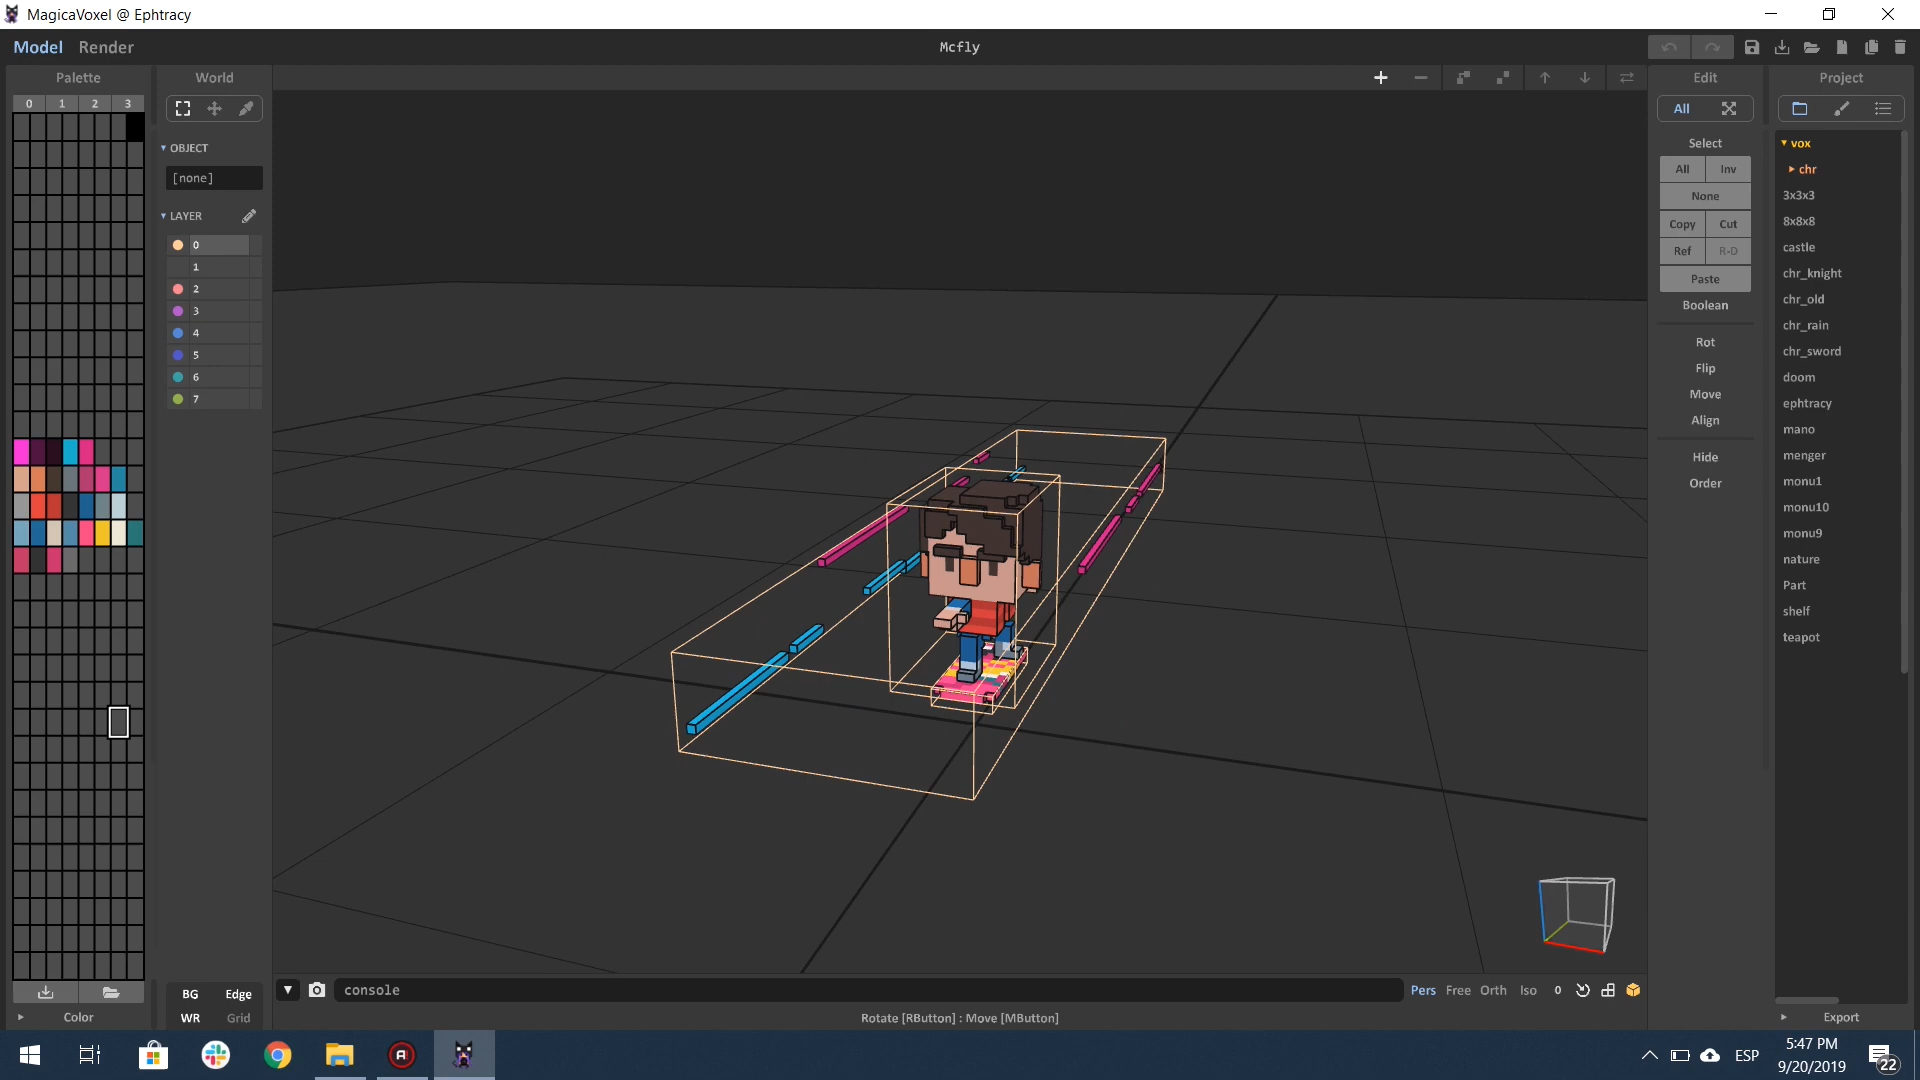 MagicaVoxel @ Ephtracy
Model Render
Mcfly
Palette
0 1 2 3
Color
World
OBJECT
[none]
LAYER
0
1
2
3
4
5
6
7
BG Edge
WR Grid
console
Pers Free Orth Iso 0
Rotate [RButton] : Move [MButton]
Edit
All
Select
All Inv
None
Copy Cut
Ref R-D
Paste
Boolean
Rot
Flip
Move
Align
Hide
Order
Project
vox
chr
3x3x3
8x8x8
castle
chr_knight
chr_old
chr_rain
chr_sword
doom
ephtracy
mano
menger
monu1
monu10
monu9
nature
Part
shelf
teapot
Export
ESP
5:47 PM
9/20/2019
22